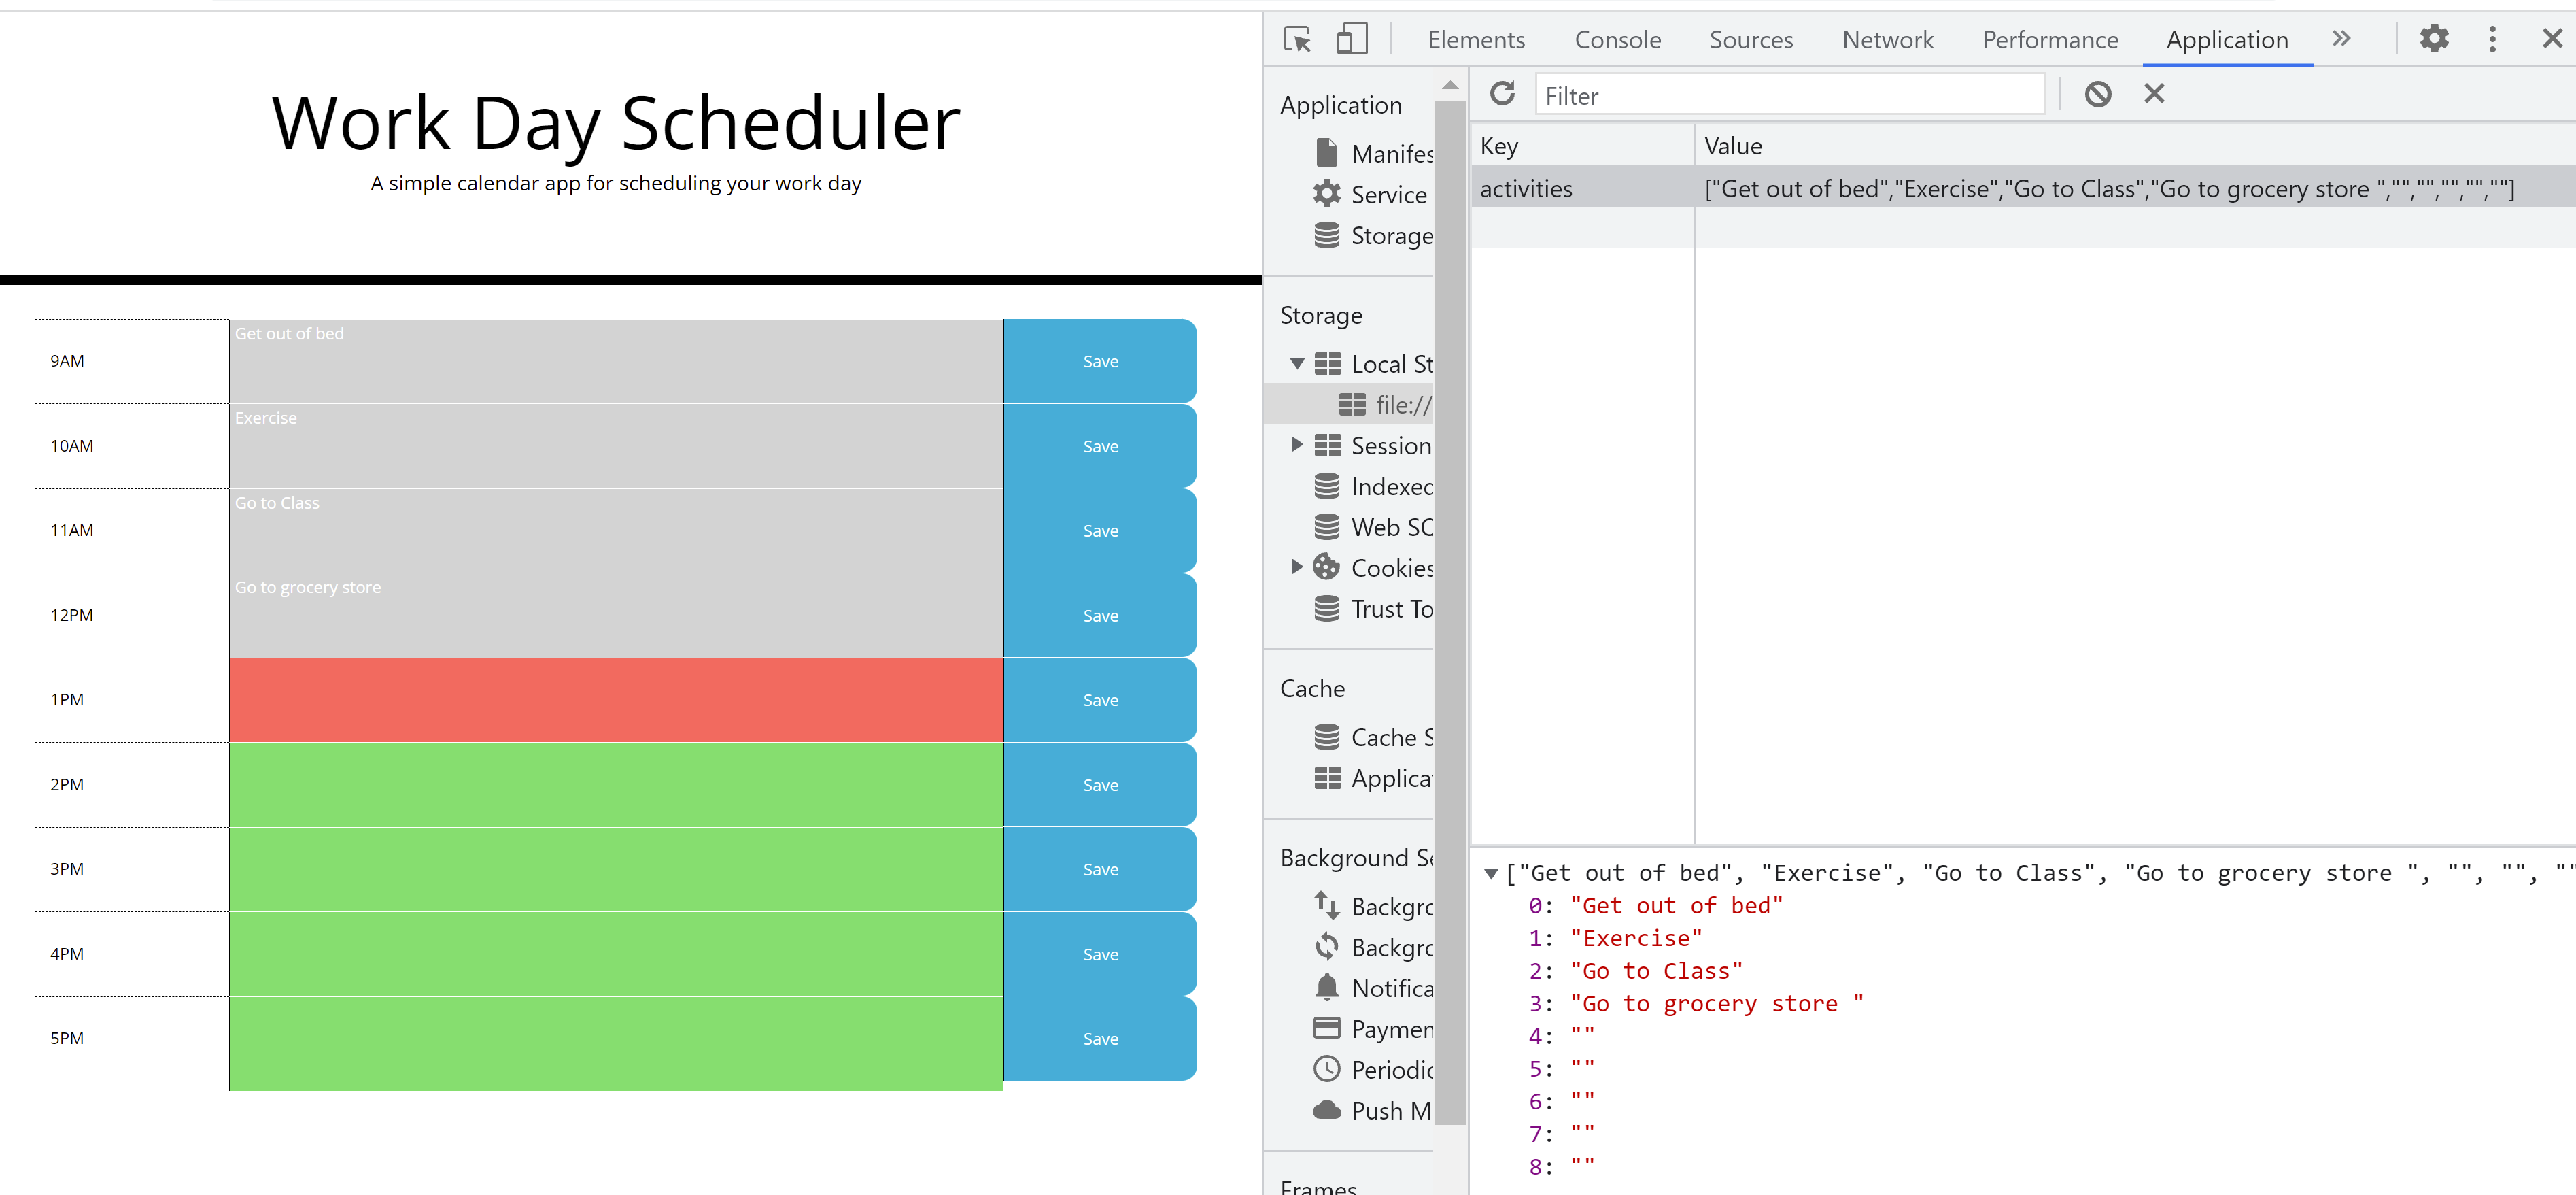 Work Day Scheduler
A simple calendar app for scheduling your work day
9AM Get out of bed Save
10AM Exercise Save
11AM Go to Class Save
12PM Go to grocery store Save
1PM Save
2PM Save
3PM Save
4PM Save
5PM Save
Elements Console Sources Network Performance Application
Application
Manifes
Service
Storage
Storage
Local St
file://
Session
Indexed
Web SQ
Cookies
Trust To
Cache
Cache S
Applica
Background Se
Backgro
Backgro
Notifica
Paymen
Periodic
Push M
Frames
Filter
Key Value
activities ["Get out of bed","Exercise","Go to Class","Go to grocery store ","","","","",""]
["Get out of bed", "Exercise", "Go to Class", "Go to grocery store ", "", "", ""
0: "Get out of bed"
1: "Exercise"
2: "Go to Class"
3: "Go to grocery store "
4: ""
5: ""
6: ""
7: ""
8: ""